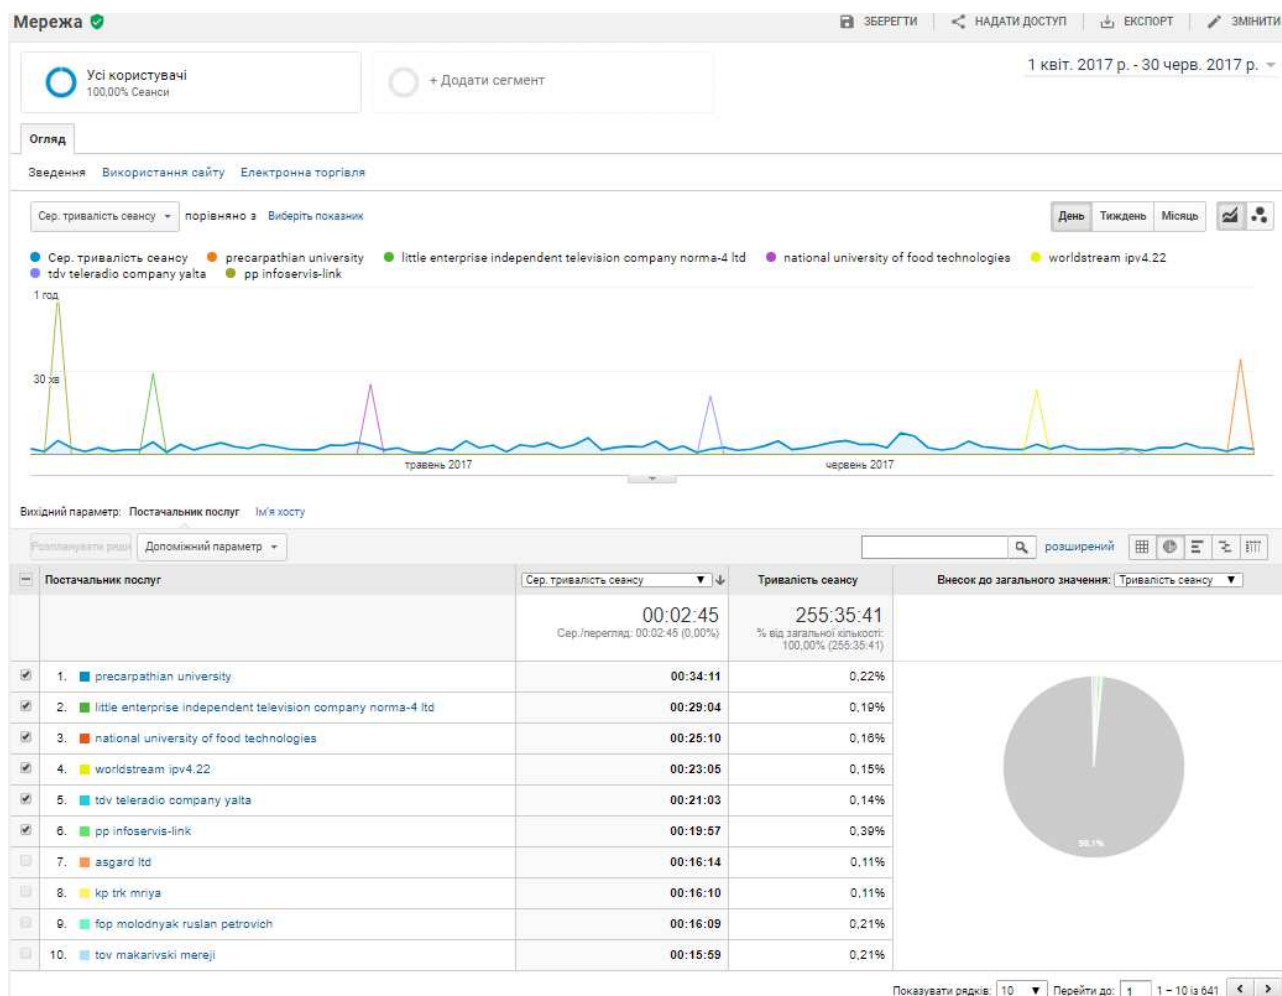 Мережа
ЗБЕРЕГТИ НАДАТИ ДОСТУП ЕКСПОРТ ЗМІНИТИ
Усі користувачі
100,00% Сеанси
+ Додати сегмент
1 квіт. 2017 р. - 30 черв. 2017 р.
Огляд
Зведення Використання сайту Електронна торгівля
Сер. тривалість сеансу порівняно з Виберіть показник
День Тиждень Місяць
Сер. тривалість сеансу precarpathian university little enterprise independent television company norma-4 ltd national university of food technologies worldstream ipv4.22
tdv teleradio company yalta pp infoservis-link
1 год
30 хв
травень 2017 червень 2017
Вихідний параметр: Постачальник послуг Ім'я хосту
Допоміжний параметр
розширений
Постачальник послуг Сер. тривалість сеансу Тривалість сеансу Внесок до загального значення: Тривалість сеансу
00:02:45 255:35:41
Сер./перегляд: 00:02:45 (0,00%) % від загальної кількості:
100,00% (255:35:41)
1. precarpathian university 00:34:11 0,22%
2. little enterprise independent television company norma-4 ltd 00:29:04 0,19%
3. national university of food technologies 00:25:10 0,16%
4. worldstream ipv4.22 00:23:05 0,15%
5. tdv teleradio company yalta 00:21:03 0,14%
6. pp infoservis-link 00:19:57 0,39%
7. asgard ltd 00:16:14 0,11%
8. kp trk mriya 00:16:10 0,11%
9. fop molodnyak ruslan petrovich 00:16:09 0,21%
10. tov makarivski mereji 00:15:59 0,21%
Показувати рядків: 10 Перейти до: 1 1 – 10 із 641